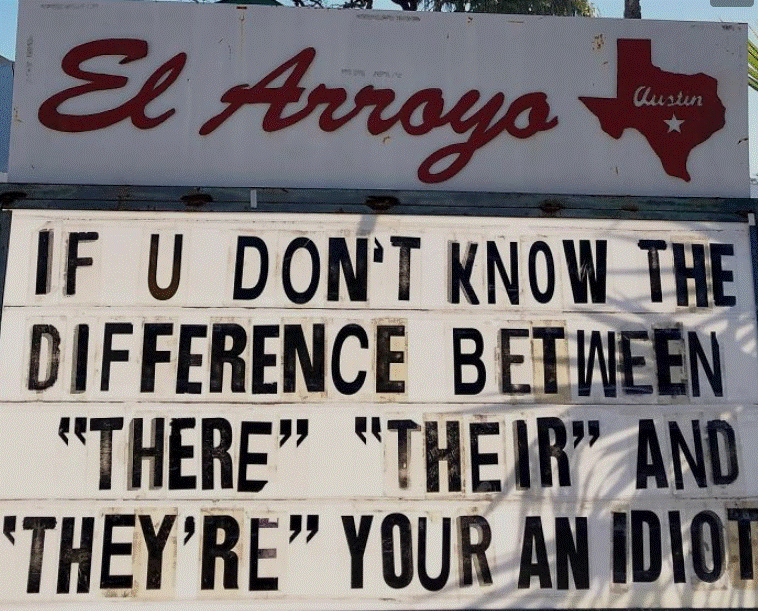 El Arroyo
Austin
IF U DON'T KNOW THE
DIFFERENCE BETWEEN
"THERE" "THEIR" AND
"THEY'RE" YOUR AN IDIOT